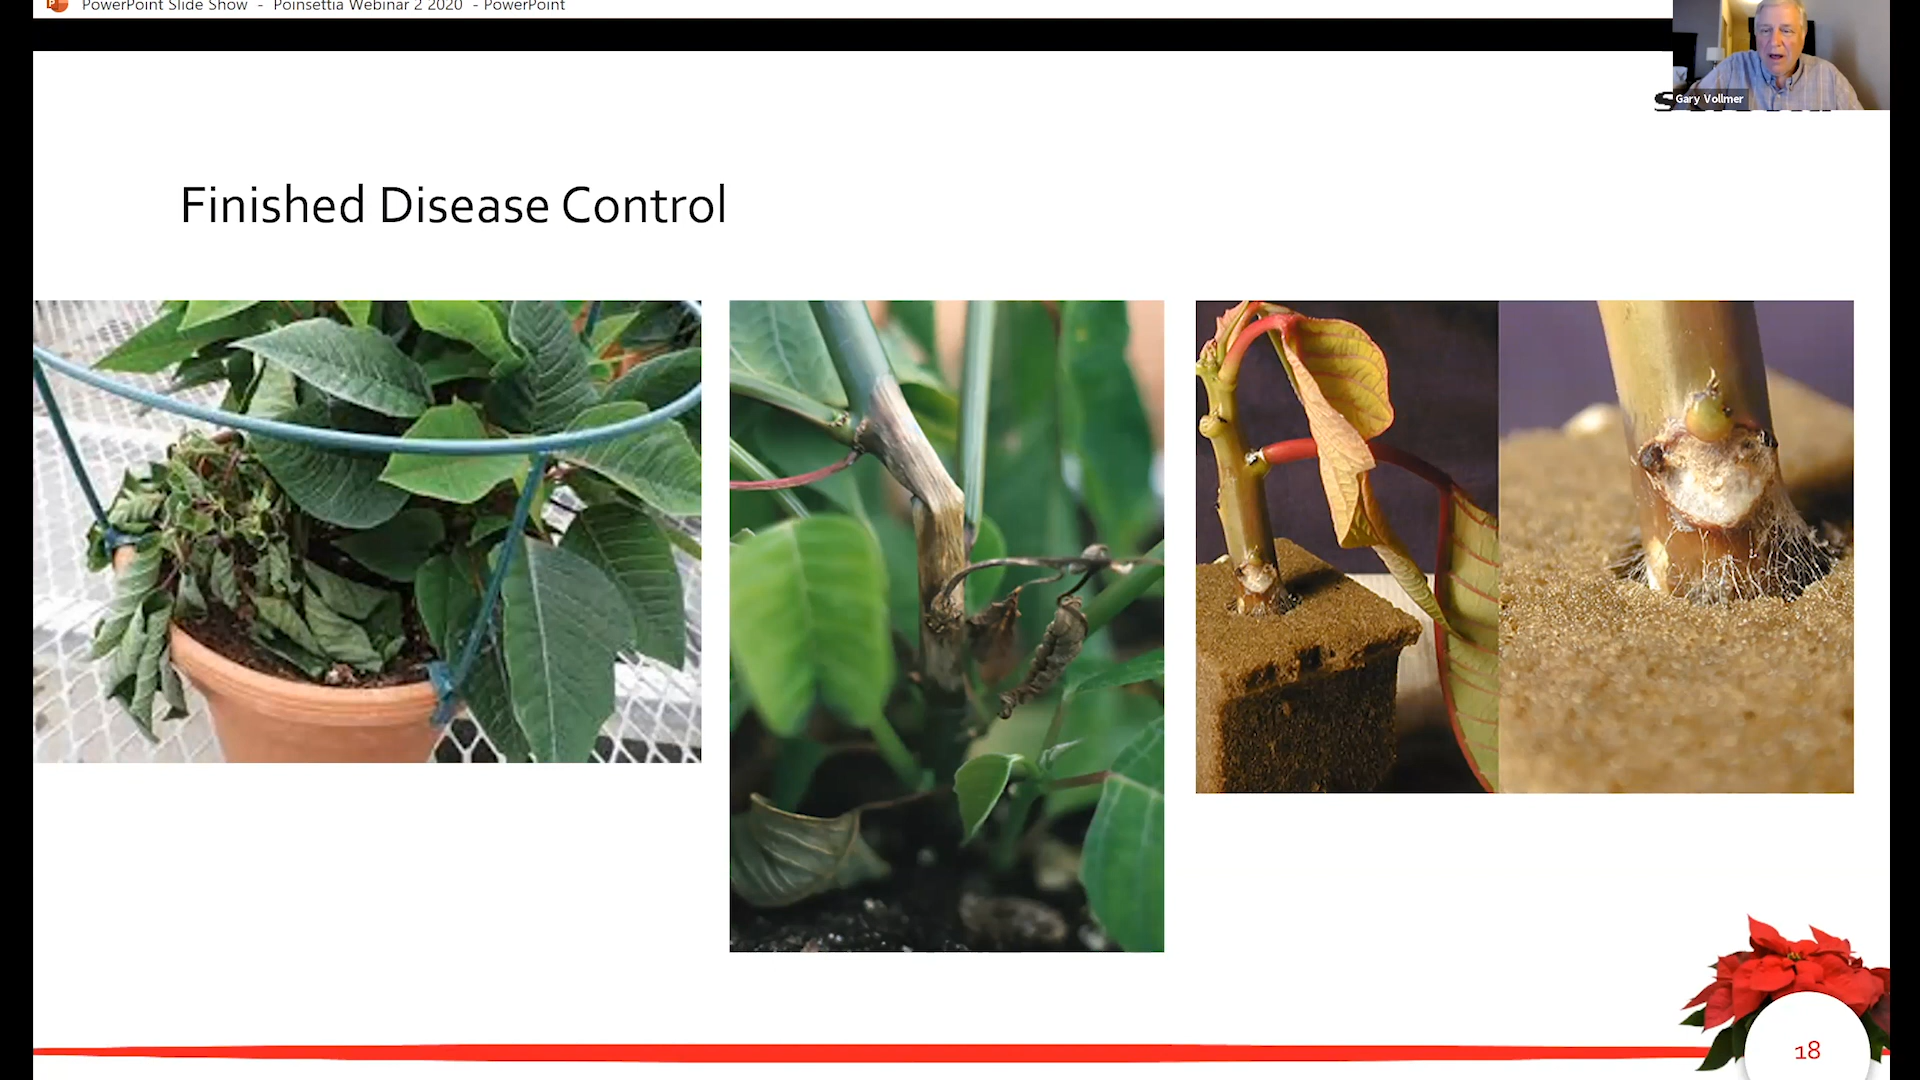 PowerPoint Slide Show - Poinsettia Webinar 2 2020 - PowerPoint
Gary Vollmer
Finished Disease Control
18